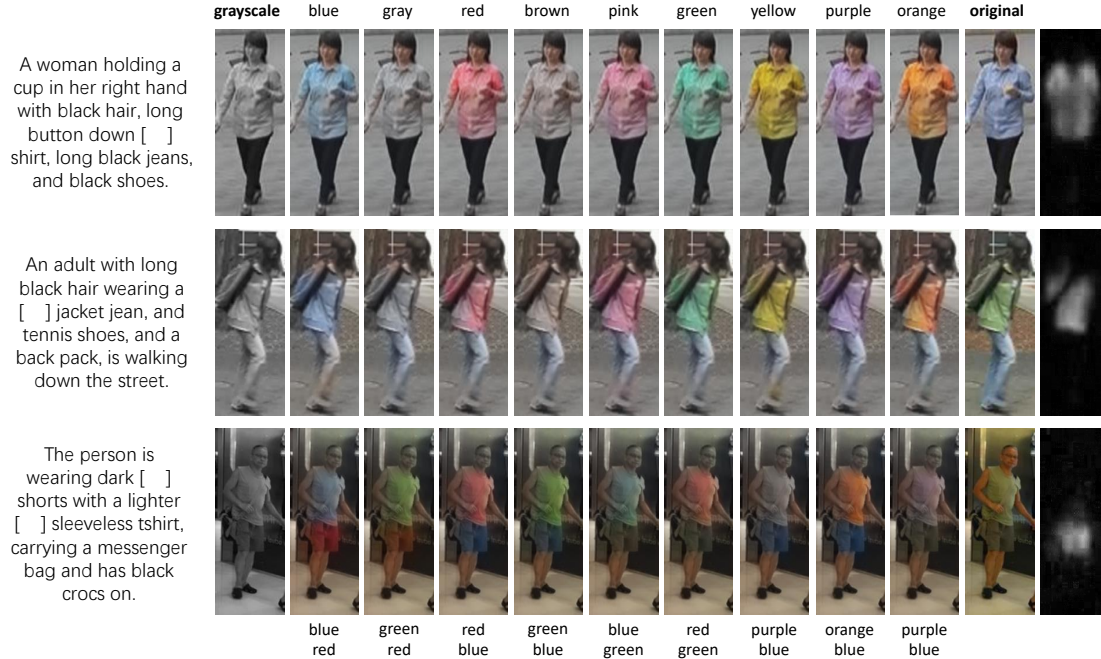 grayscale blue gray red brown pink green yellow purple orange original
A woman holding a
cup in her right hand
with black hair, long
button down [ ]
shirt, long black jeans,
and black shoes.
An adult with long
black hair wearing a
[ ] jacket jean, and
tennis shoes, and a
back pack, is walking
down the street.
The person is
wearing dark [ ]
shorts with a lighter
[ ] sleeveless tshirt,
carrying a messenger
bag and has black
crocs on.
blue green red green blue red purple orange purple
red red blue blue green green blue blue blue